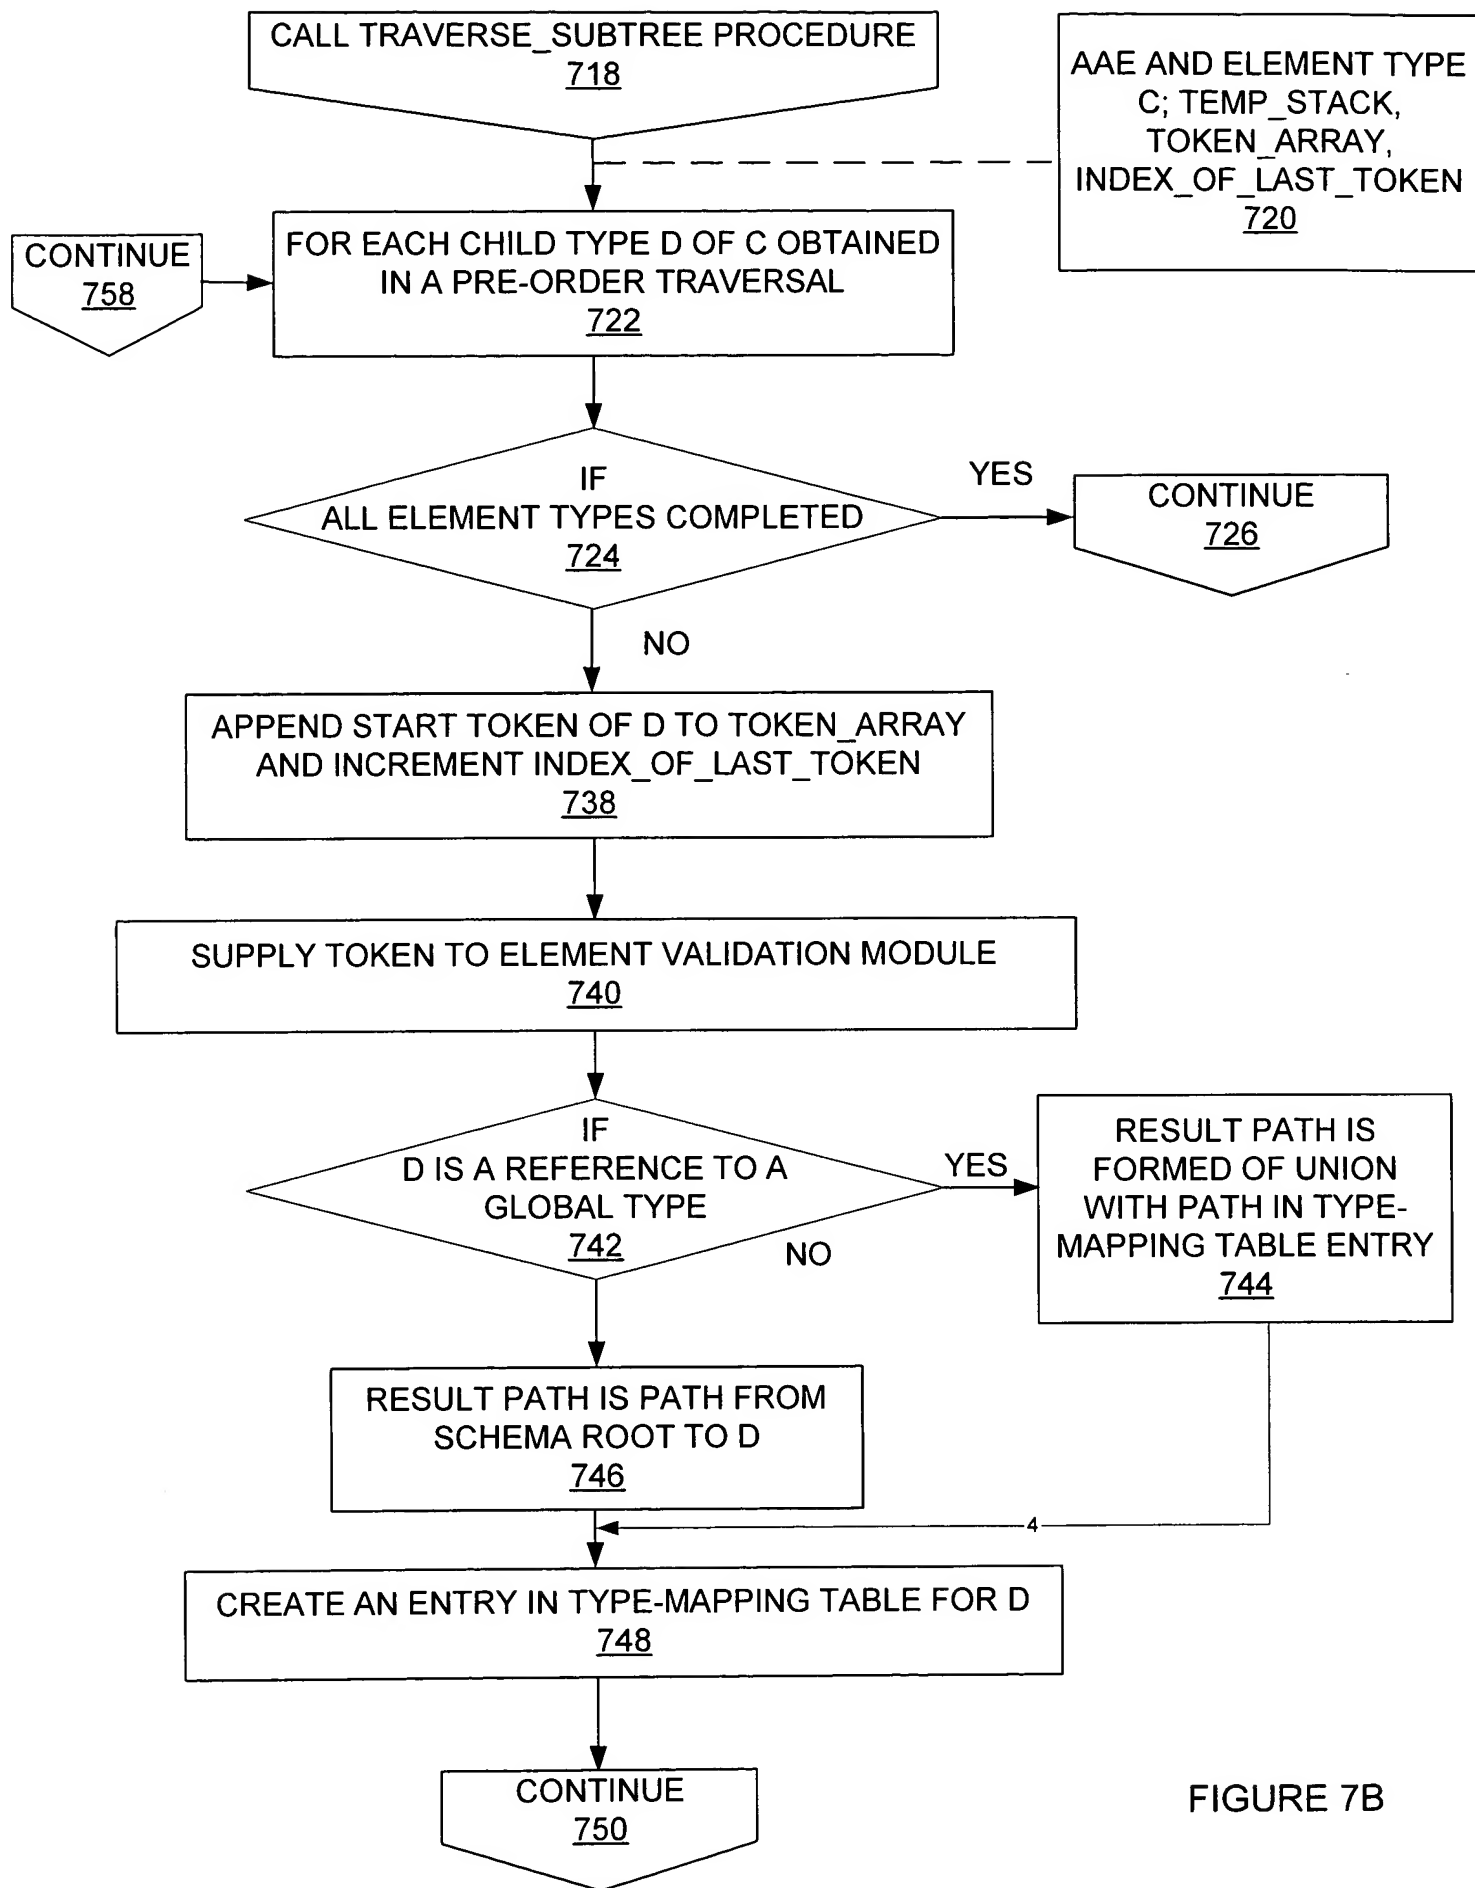 CALL TRAVERSE_SUBTREE PROCEDURE
718
AAE AND ELEMENT TYPE
C; TEMP_STACK,
TOKEN_ARRAY,
INDEX_OF_LAST_TOKEN
720
CONTINUE
758
FOR EACH CHILD TYPE D OF C OBTAINED
IN A PRE-ORDER TRAVERSAL
722
IF
ALL ELEMENT TYPES COMPLETED
724
YES
CONTINUE
726
NO
APPEND START TOKEN OF D TO TOKEN_ARRAY
AND INCREMENT INDEX_OF_LAST_TOKEN
738
SUPPLY TOKEN TO ELEMENT VALIDATION MODULE
740
IF
D IS A REFERENCE TO A
GLOBAL TYPE
742
YES
NO
RESULT PATH IS
FORMED OF UNION
WITH PATH IN TYPE-
MAPPING TABLE ENTRY
744
RESULT PATH IS PATH FROM
SCHEMA ROOT TO D
746
4
CREATE AN ENTRY IN TYPE-MAPPING TABLE FOR D
748
CONTINUE
750
FIGURE 7B